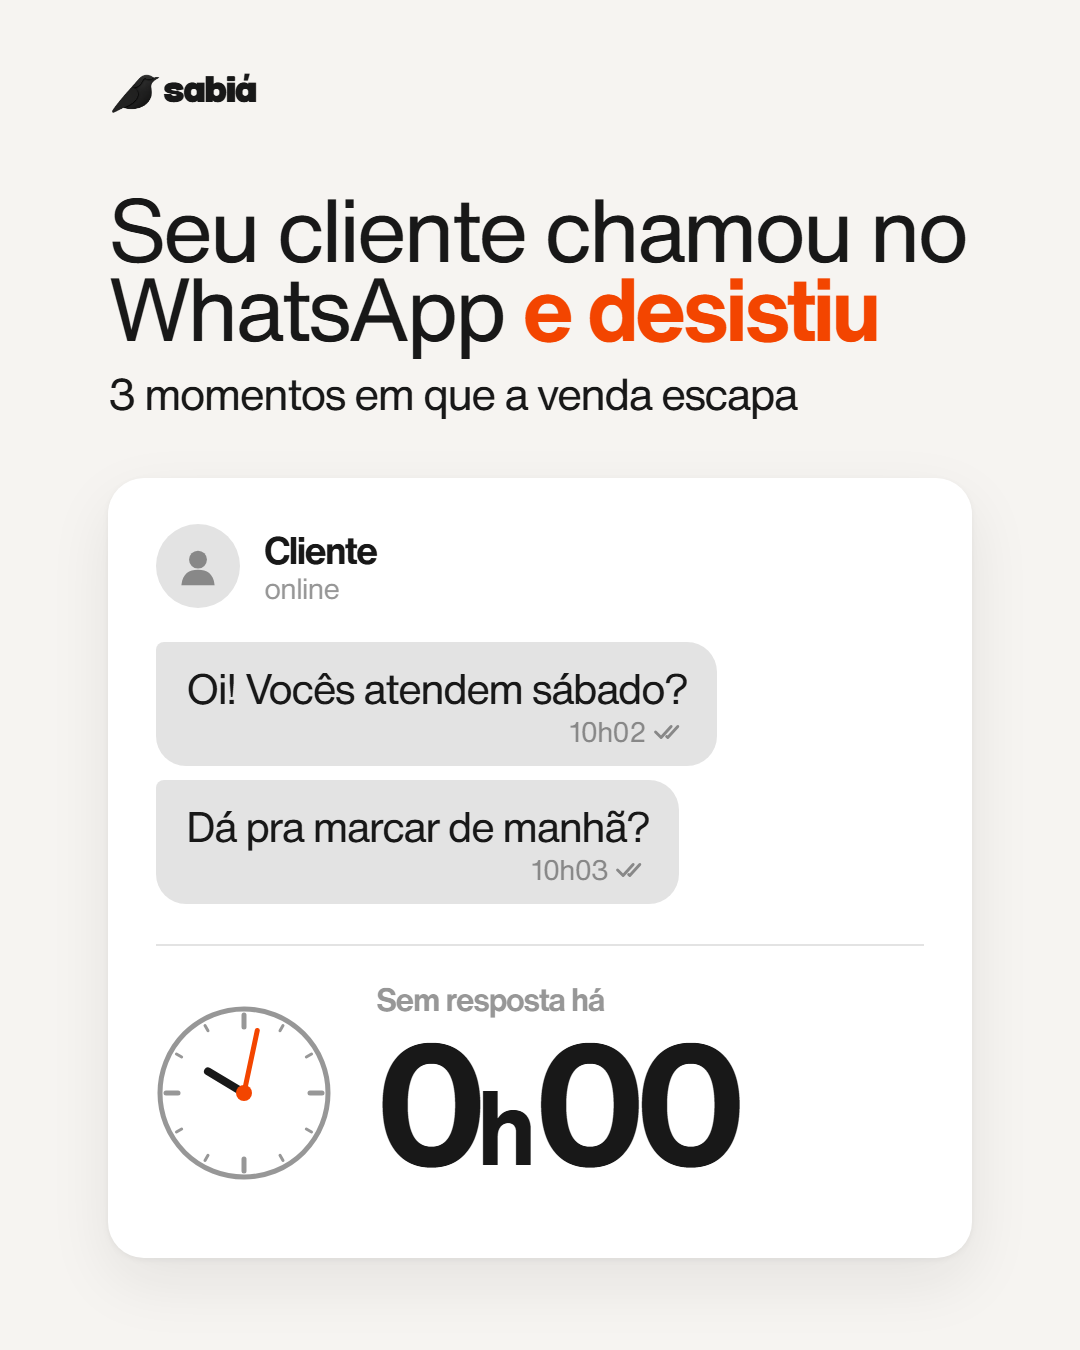 sabiá
Seu cliente chamou no
WhatsApp e desistiu
3 momentos em que a venda escapa
Cliente
online
Oi! Vocês atendem sábado?
10h02
Dá pra marcar de manhã?
10h03
Sem resposta há
0h00